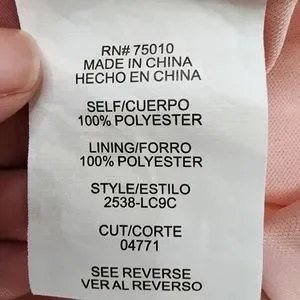 RN# 75010
MADE IN CHINA
HECHO EN CHINA
SELF/CUERPO
100% POLYESTER
LINING/FORRO
100% POLYESTER
STYLE/ESTILO
2538-LC9C
CUT/CORTE
04771
SEE REVERSE
VER AL REVERSO